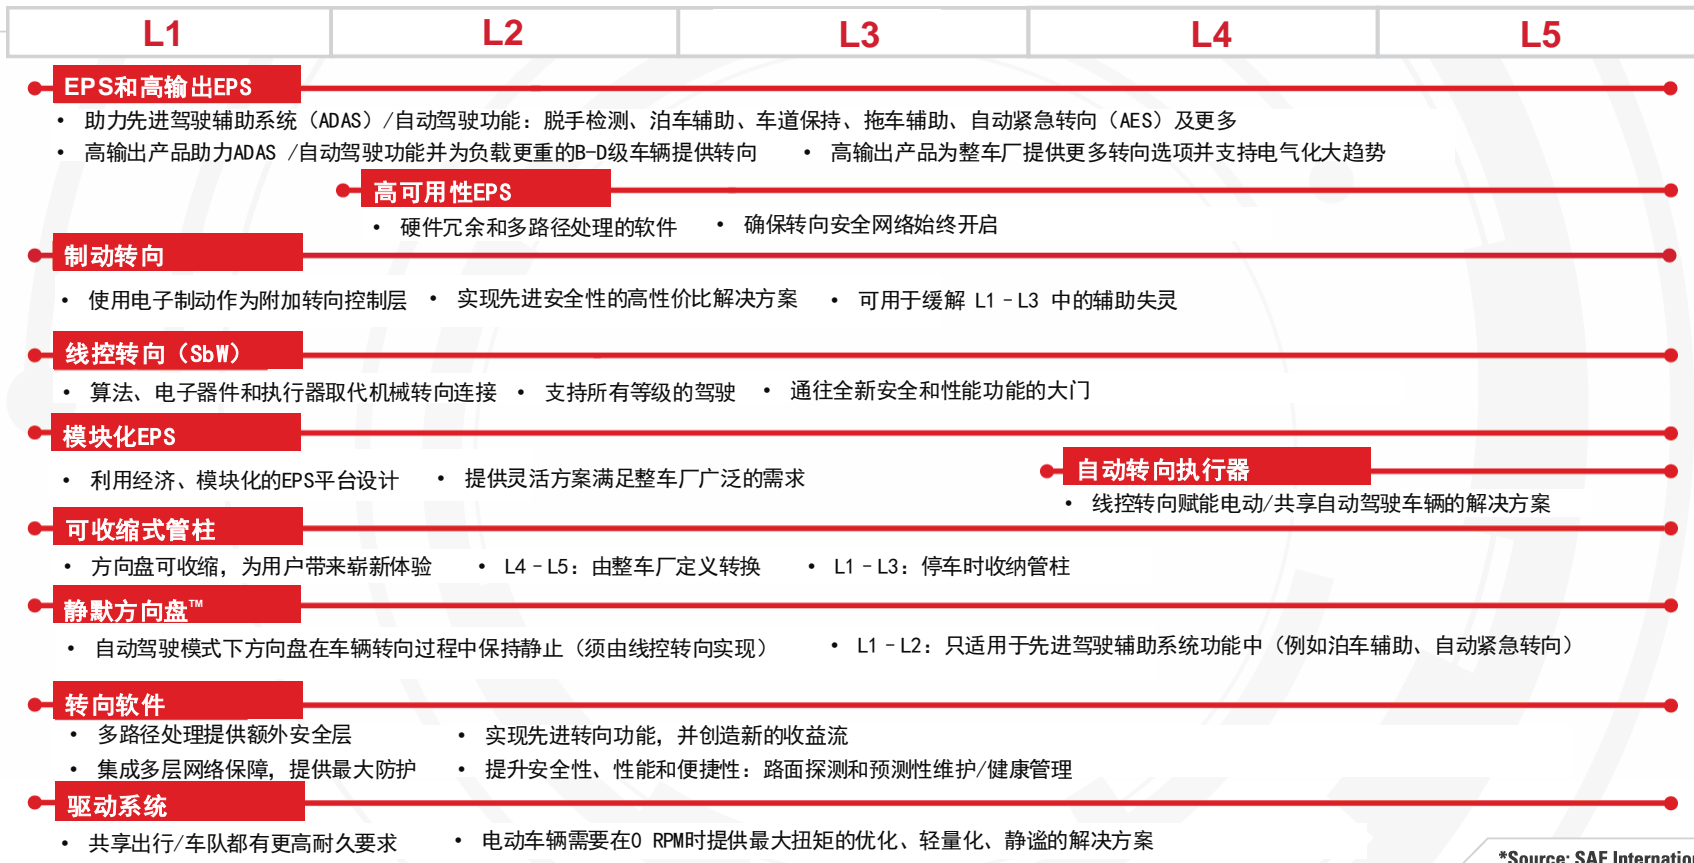 L1 L2 L3 L4 L5
EPS和高输出EPS
• 助力先进驾驶辅助系统（ADAS）/自动驾驶功能：脱手检测、泊车辅助、车道保持、拖车辅助、自动紧急转向（AES）及更多
• 高输出产品助力ADAS /自动驾驶功能并为负载更重的B-D级车辆提供转向 • 高输出产品为整车厂提供更多转向选项并支持电气化大趋势
高可用性EPS
• 硬件冗余和多路径处理的软件 • 确保转向安全网络始终开启
制动转向
• 使用电子制动作为附加转向控制层 • 实现先进安全性的高性价比解决方案 • 可用于缓解 L1–L3 中的辅助失灵
线控转向（SbW）
• 算法、电子器件和执行器取代机械转向连接 • 支持所有等级的驾驶 • 通往全新安全和性能功能的大门
模块化EPS
• 利用经济、模块化的EPS平台设计 • 提供灵活方案满足整车厂广泛的需求
自动转向执行器
• 线控转向赋能电动/共享自动驾驶车辆的解决方案
可收缩式管柱
• 方向盘可收缩，为用户带来崭新体验 • L4–L5：由整车厂定义转换 • L1–L3：停车时收纳管柱
静默方向盘™
• 自动驾驶模式下方向盘在车辆转向过程中保持静止（须由线控转向实现） • L1–L2：只适用于先进驾驶辅助系统功能中（例如泊车辅助、自动紧急转向）
转向软件
• 多路径处理提供额外安全层 • 实现先进转向功能，并创造新的收益流
• 集成多层网络保障，提供最大防护 • 提升安全性、性能和便捷性：路面探测和预测性维护/健康管理
驱动系统
• 共享出行/车队都有更高耐久要求 • 电动车辆需要在0 RPM时提供最大扭矩的优化、轻量化、静谧的解决方案
*Source: SAE Internatio